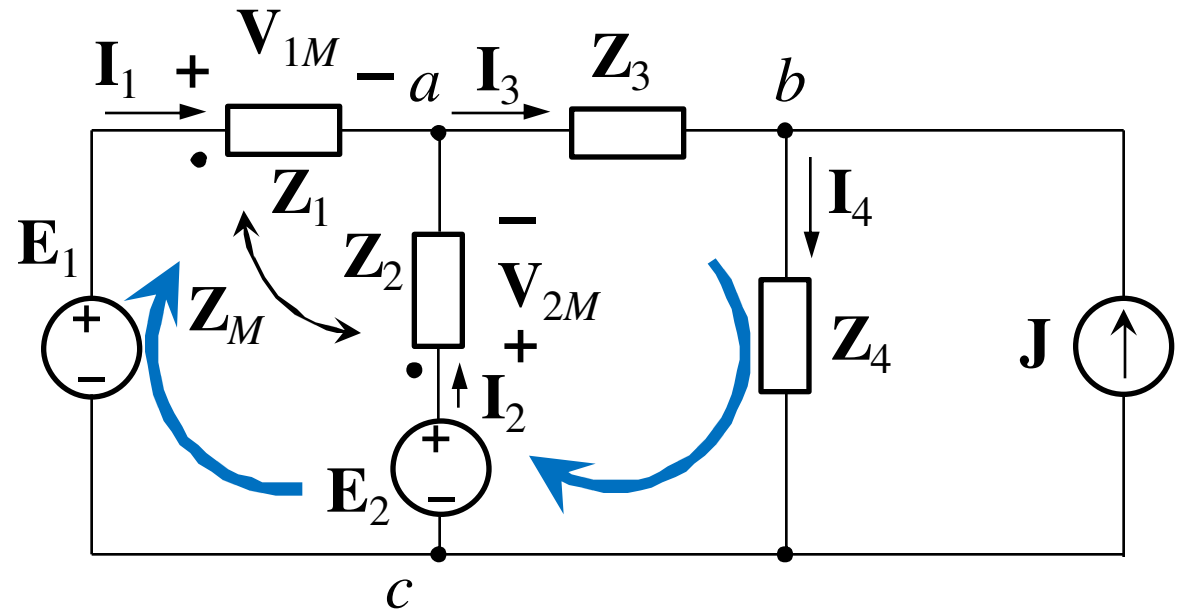 I1 + V1M − a I3 Z3 b
Z1
E1 + − ZM Z2 − V2M + I4
Z4 J
I2
E2 + −
c